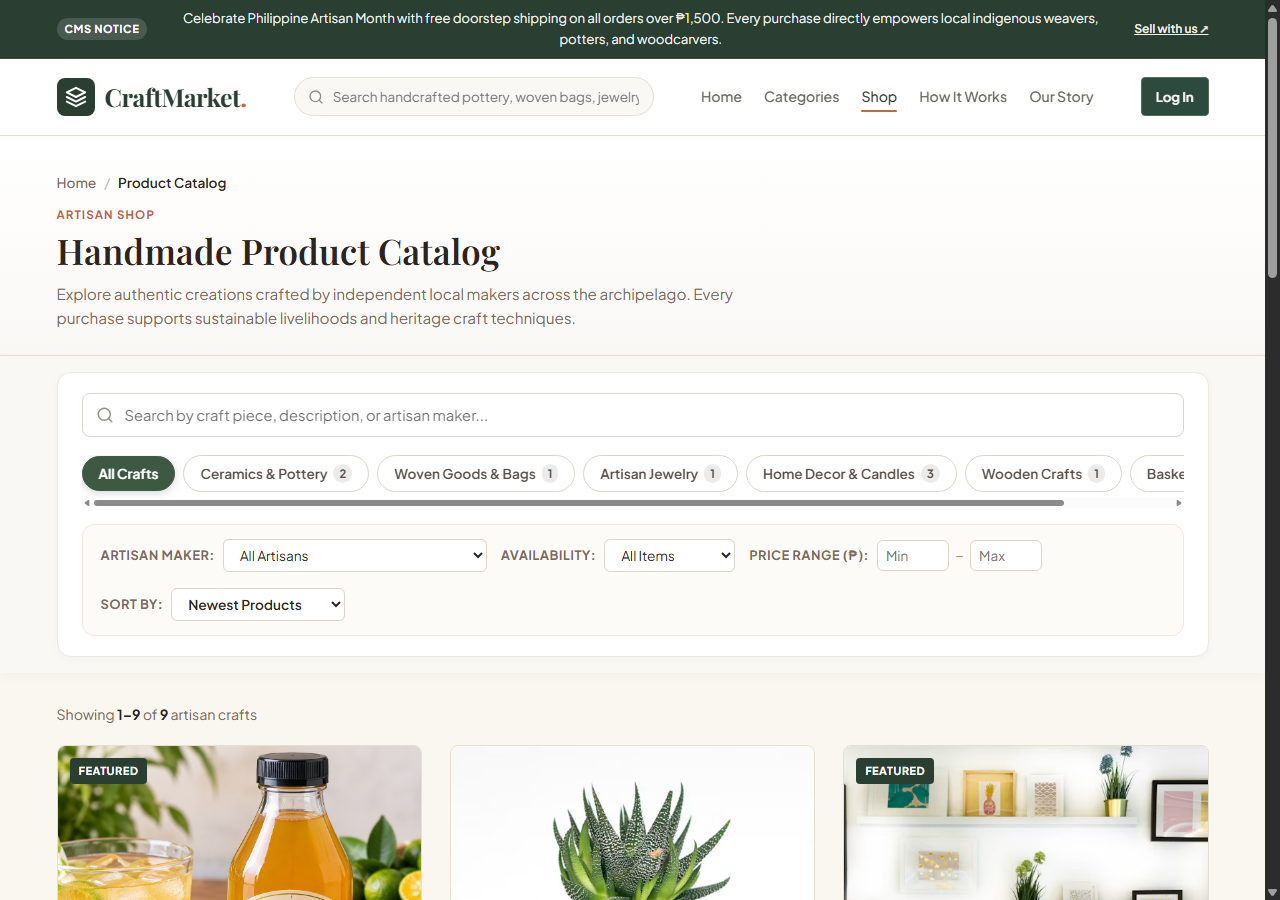 CMS NOTICE
Celebrate Philippine Artisan Month with free doorstep shipping on all orders over ₱1,500. Every purchase directly empowers local indigenous weavers,
potters, and woodcarvers.
Sell with us ↗
CraftMarket.
Search handcrafted pottery, woven bags, jewelry
Home
Categories
Shop
How It Works
Our Story
Log In
Home / Product Catalog
ARTISAN SHOP
Handmade Product Catalog
Explore authentic creations crafted by independent local makers across the archipelago. Every
purchase supports sustainable livelihoods and heritage craft techniques.
Search by craft piece, description, or artisan maker...
All Crafts
Ceramics & Pottery 2
Woven Goods & Bags 1
Artisan Jewelry 1
Home Decor & Candles 3
Wooden Crafts 1
Baske
ARTISAN MAKER: All Artisans
AVAILABILITY: All Items
PRICE RANGE (₱): Min – Max
SORT BY: Newest Products
Showing 1–9 of 9 artisan crafts
FEATURED
FEATURED